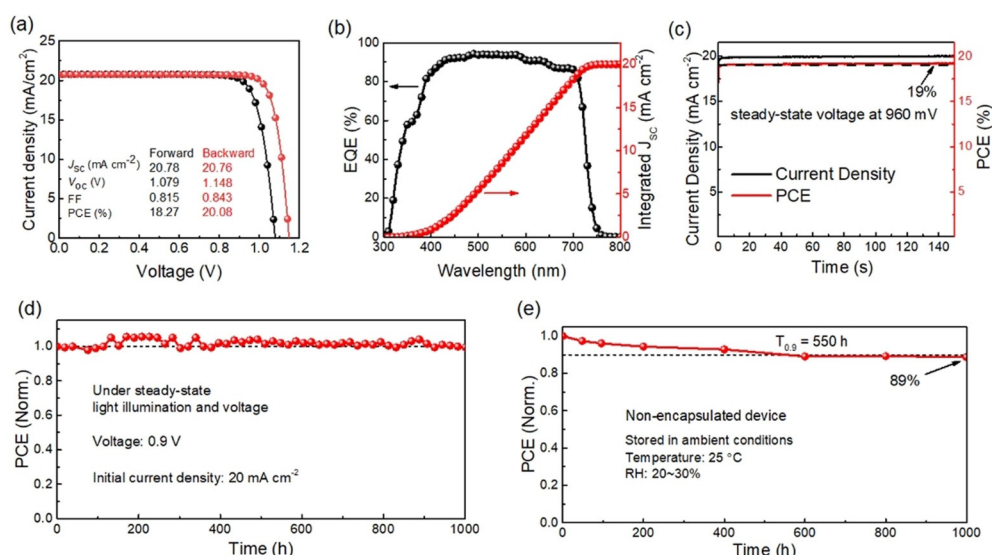 (a)
Current density (mA/cm²)
25
20
15
10
5
0
Forward Backward
J_SC (mA cm⁻²) 20.78 20.76
V_OC (V) 1.079 1.148
FF 0.815 0.843
PCE (%) 18.27 20.08
0.0 0.2 0.4 0.6 0.8 1.0 1.2
Voltage (V)
(b)
EQE (%)
100
80
60
40
20
0
300 400 500 600 700 800
Wavelength (nm)
20
15
10
5
0
Integrated J_SC (mA cm⁻²)
(c)
Current Density (mA cm⁻²)
20
15
10
5
19%
steady-state voltage at 960 mV
Current Density
PCE
0 20 40 60 80 100 120 140
Time (s)
20
15
10
5
0
PCE (%)
(d)
PCE (Norm.)
1.0
0.8
0.6
0.4
0.2
0.0
Under steady-state
light illumination and voltage
Voltage: 0.9 V
Initial current density: 20 mA cm⁻²
0 200 400 600 800 1000
Time (h)
(e)
PCE (Norm.)
1.0
0.8
0.6
0.4
0.2
0.0
T₀.₉ = 550 h
89%
Non-encapsulated device
Stored in ambient conditions
Temperature: 25 °C
RH: 20~30%
0 200 400 600 800 1000
Time (h)